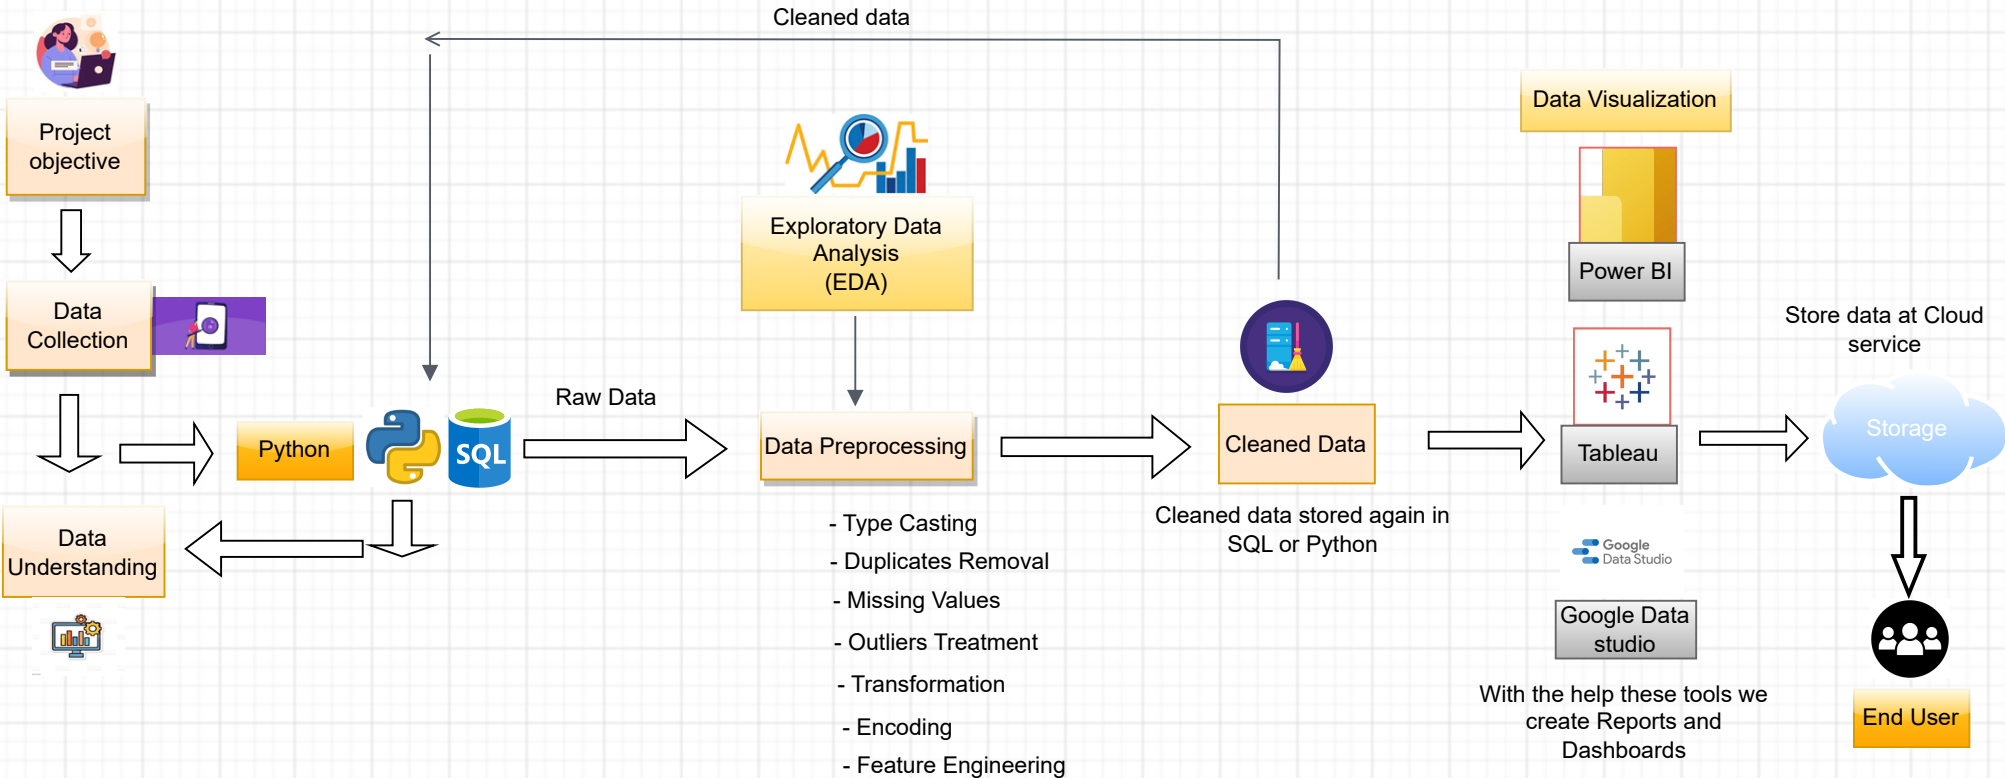 Cleaned data
Project
objective
Data
Collection
Python
SQL
Data
Understanding
Raw Data
Exploratory Data
Analysis
(EDA)
Data Preprocessing
- Type Casting
- Duplicates Removal
- Missing Values
- Outliers Treatment
- Transformation
- Encoding
- Feature Engineering
Cleaned Data
Cleaned data stored again in
SQL or Python
Data Visualization
Power BI
Tableau
Google
Data Studio
Google Data
studio
With the help these tools we
create Reports and
Dashboards
Store data at Cloud
service
Storage
End User